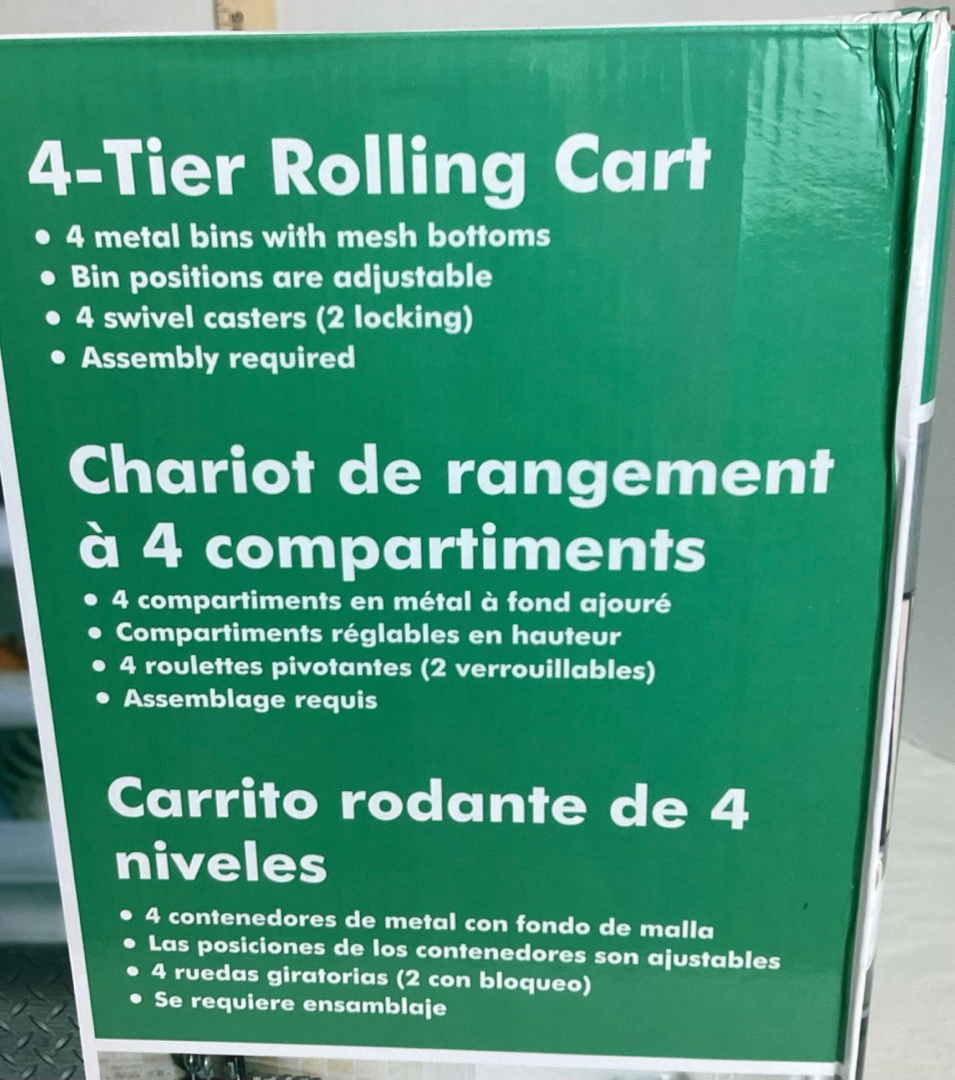 4-Tier Rolling Cart
• 4 metal bins with mesh bottoms
• Bin positions are adjustable
• 4 swivel casters (2 locking)
• Assembly required
Chariot de rangement
à 4 compartiments
• 4 compartiments en métal à fond ajouré
• Compartiments réglables en hauteur
• 4 roulettes pivotantes (2 verrouillables)
• Assemblage requis
Carrito rodante de 4
niveles
• 4 contenedores de metal con fondo de malla
• Las posiciones de los contenedores son ajustables
• 4 ruedas giratorias (2 con bloqueo)
• Se requiere ensamblaje